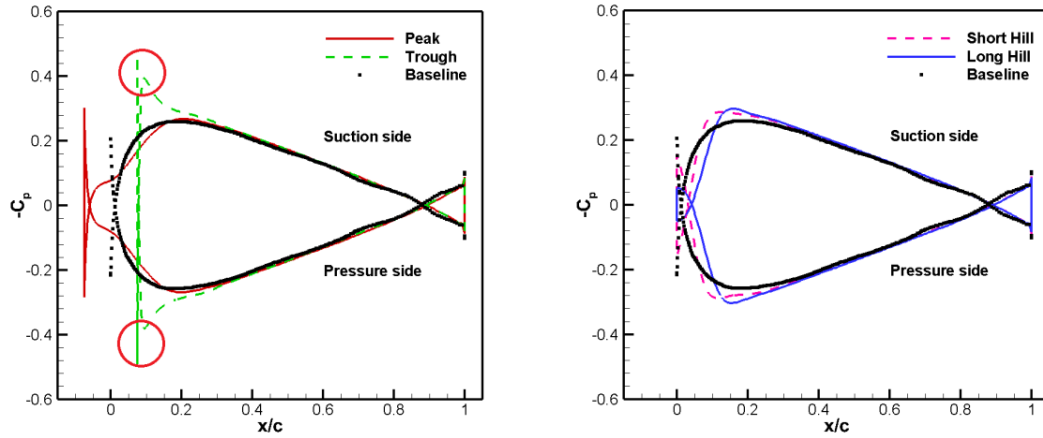 0.6
Peak
Trough
Baseline
0.4
0.2
Suction side
-Cp
0
-0.2
Pressure side
-0.4
-0.6
0 0.2 0.4 0.6 0.8 1
x/c
0.6
Short Hill
Long Hill
Baseline
0.4
0.2
Suction side
-Cp
0
-0.2
Pressure side
-0.4
-0.6
0 0.2 0.4 0.6 0.8 1
x/c